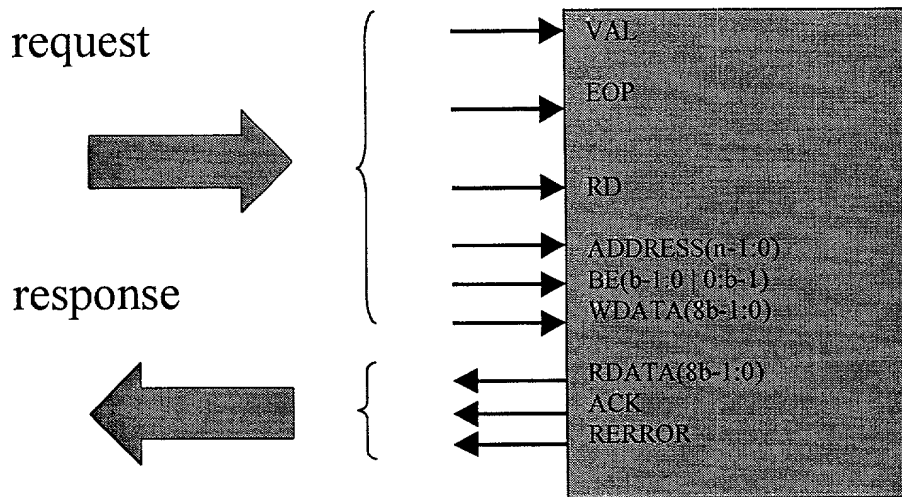 request
VAL
EOP
RD
ADDRESS(n-1:0)
BE(b-1:0 | 0:b-1)
response
WDATA(8b-1:0)
RDATA(8b-1:0)
ACK
RERROR